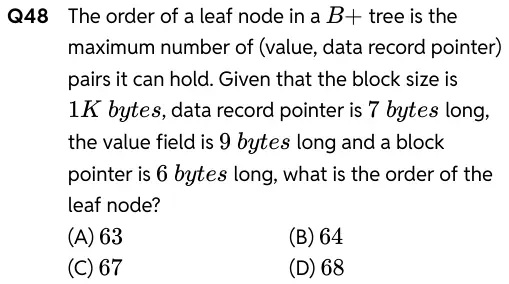 Q48 The order of a leaf node in a B+ tree is the
maximum number of (value, data record pointer)
pairs it can hold. Given that the block size is
1K bytes, data record pointer is 7 bytes long,
the value field is 9 bytes long and a block
pointer is 6 bytes long, what is the order of the
leaf node?
(A) 63 (B) 64
(C) 67 (D) 68